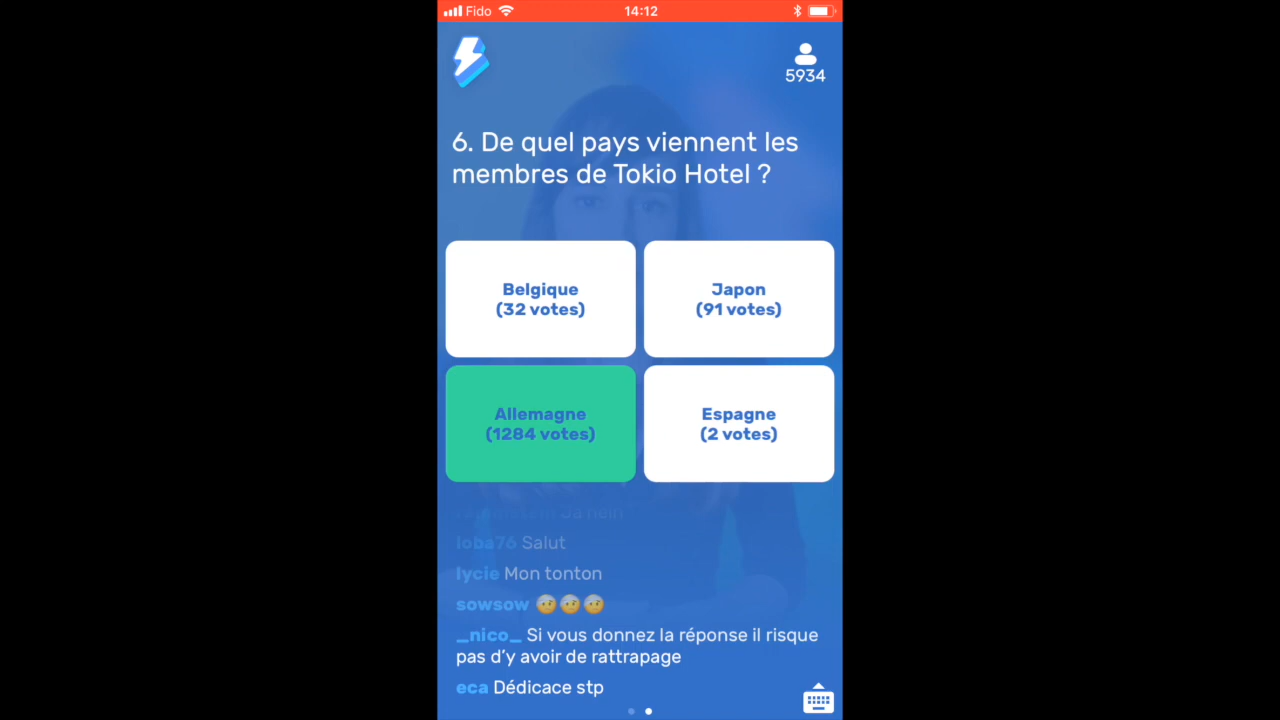 Fido
14:12
5934
6. De quel pays viennent les
membres de Tokio Hotel ?
Belgique
(32 votes)
Japon
(91 votes)
Allemagne
(1284 votes)
Espagne
(2 votes)
Ja nein
loba76 Salut
lycie Mon tonton
sowsow 🤕🤕🤕
_nico_ Si vous donnez la réponse il risque
pas d’y avoir de rattrapage
eca Dédicace stp